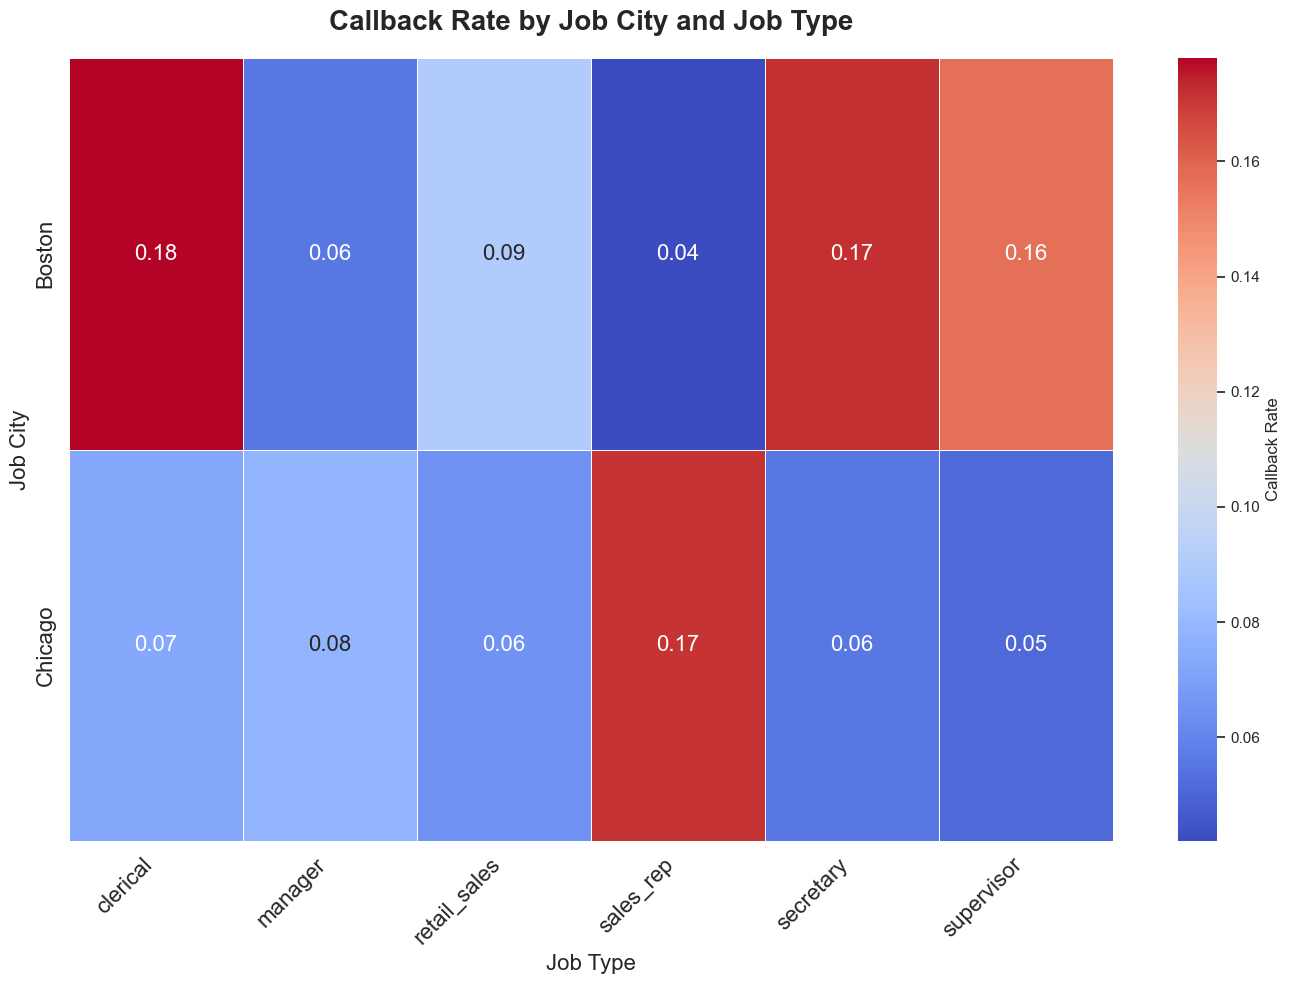 Callback Rate by Job City and Job Type
Job City
Boston
0.18 0.06 0.09 0.04 0.17 0.16
Chicago
0.07 0.08 0.06 0.17 0.06 0.05
clerical manager retail_sales sales_rep secretary supervisor
Job Type
0.16
0.14
0.12
0.10
0.08
0.06
Callback Rate